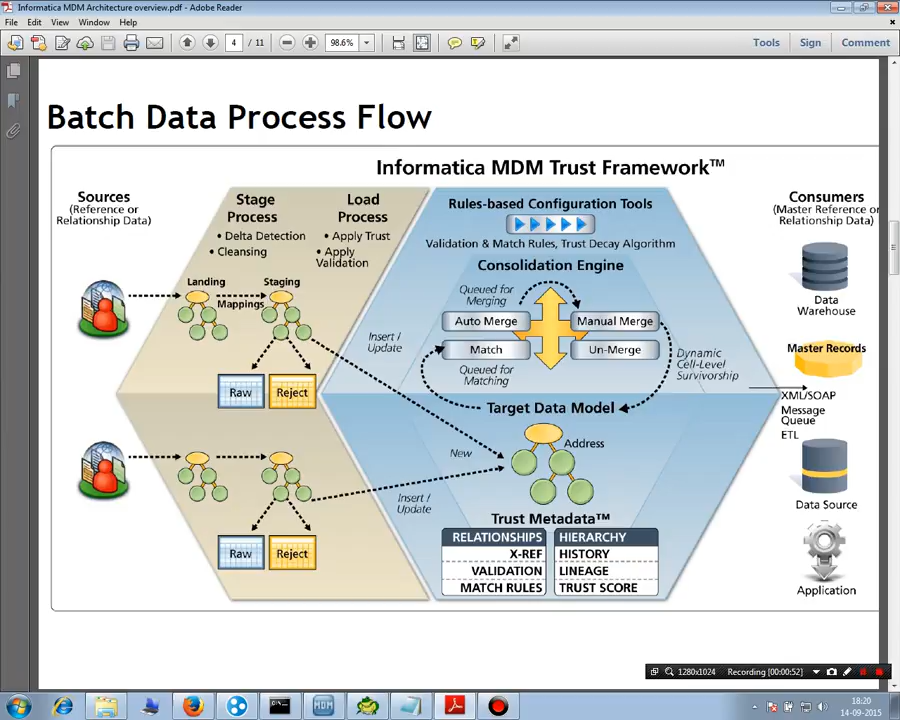 Informatica MDM Architecture overview.pdf - Adobe Reader
File Edit View Window Help
4 / 11 98.6% Tools Sign Comment
Batch Data Process Flow
Informatica MDM Trust Framework™
Sources
(Reference or
Relationship Data)
Stage
Process
• Delta Detection
• Cleansing
Load
Process
• Apply Trust
• Apply
Validation
Landing
Staging
Mappings
Raw
Reject
Raw
Reject
Insert /
Update
New
Insert /
Update
Rules-based Configuration Tools
Validation & Match Rules, Trust Decay Algorithm
Consolidation Engine
Queued for
Merging
Auto Merge
Manual Merge
Match
Un-Merge
Queued for
Matching
Dynamic
Cell-Level
Survivorship
Target Data Model
Address
Trust Metadata™
RELATIONSHIPS HIERARCHY
X-REF HISTORY
VALIDATION LINEAGE
MATCH RULES TRUST SCORE
Consumers
(Master Reference or
Relationship Data)
Data
Warehouse
Master Records
XML/SOAP
Message
Queue
ETL
Data Source
Application
1280x1024 Recording [00:00:52]
MDM
18:20
14-09-2015